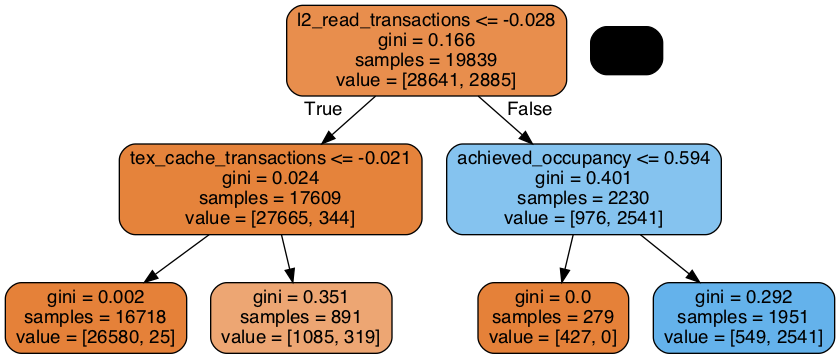 l2_read_transactions <= -0.028
gini = 0.166
samples = 19839
value = [28641, 2885]
True
False
tex_cache_transactions <= -0.021
gini = 0.024
samples = 17609
value = [27665, 344]
achieved_occupancy <= 0.594
gini = 0.401
samples = 2230
value = [976, 2541]
gini = 0.002
samples = 16718
value = [26580, 25]
gini = 0.351
samples = 891
value = [1085, 319]
gini = 0.0
samples = 279
value = [427, 0]
gini = 0.292
samples = 1951
value = [549, 2541]